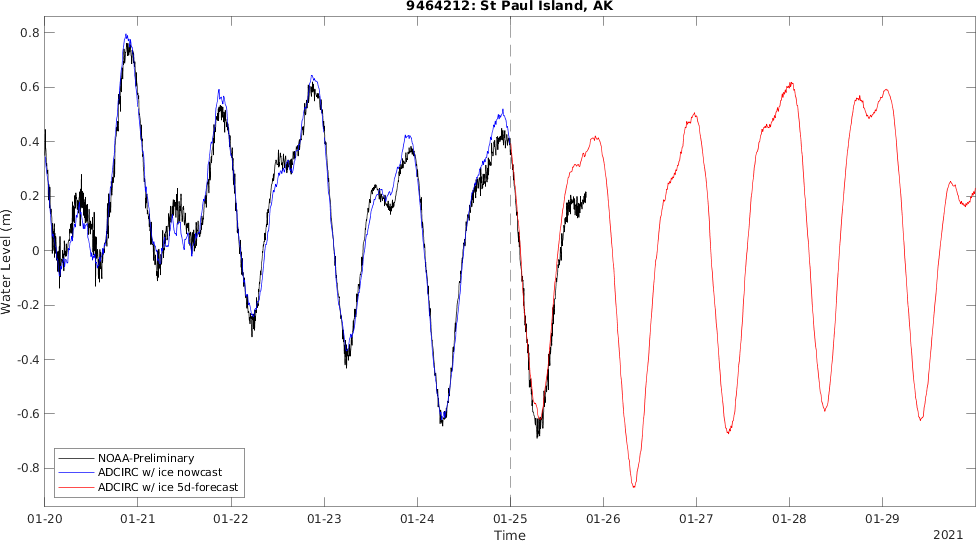 9464212: St Paul Island, AK
0.8
0.6
0.4
0.2
0
-0.2
-0.4
-0.6
-0.8
Water Level (m)
NOAA-Preliminary
ADCIRC w/ ice nowcast
ADCIRC w/ ice 5d-forecast
01-20 01-21 01-22 01-23 01-24 01-25 01-26 01-27 01-28 01-29
Time
2021